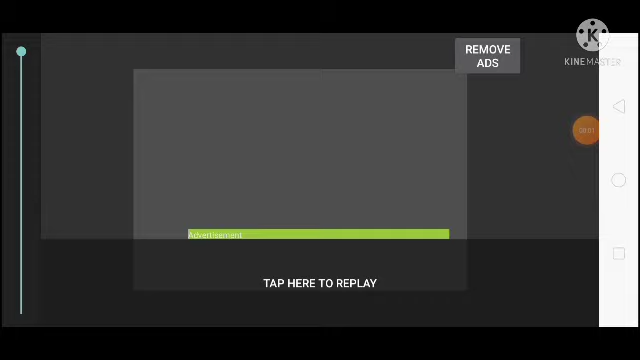 REMOVE
ADS
KINEMASTER
Advertisement
TAP HERE TO REPLAY